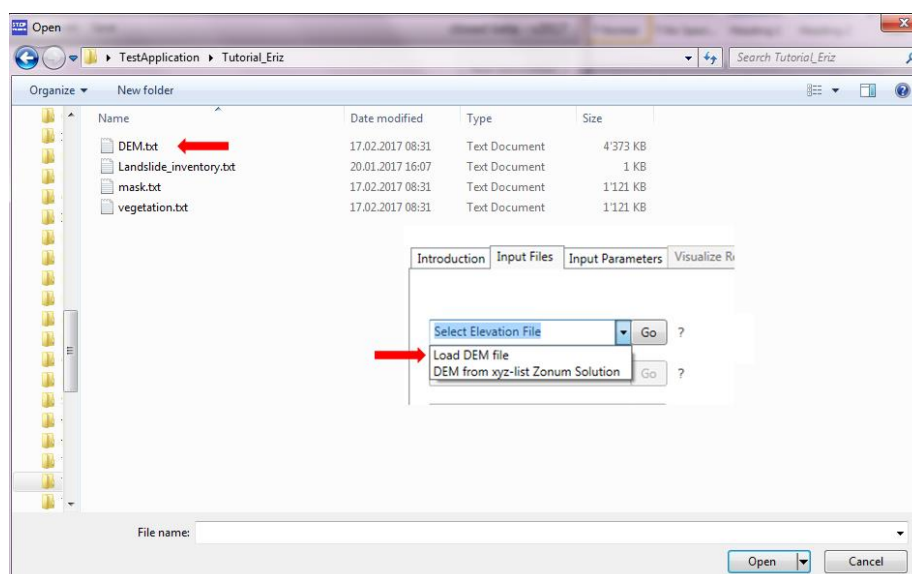 Open
TestApplication Tutorial_Eriz
Search Tutorial_Eriz
Organize New folder
Name Date modified Type Size
DEM.txt 17.02.2017 08:31 Text Document 4'373 KB
Landslide_inventory.txt 20.01.2017 16:07 Text Document 1 KB
mask.txt 17.02.2017 08:31 Text Document 1'121 KB
vegetation.txt 17.02.2017 08:31 Text Document 1'121 KB
Introduction Input Files Input Parameters Visualize
Select Elevation File Go ?
Load DEM file
DEM from xyz-list Zonum Solution Go ?
File name:
Open Cancel